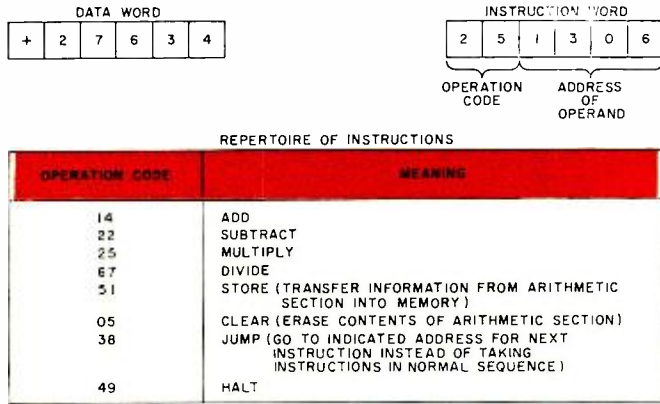 DATA WORD
+ 2 7 6 3 4
INSTRUCTION WORD
2 5 1 3 0 6
OPERATION CODE
ADDRESS OF OPERAND
REPERTOIRE OF INSTRUCTIONS
OPERATION CODE MEANING
14 ADD
22 SUBTRACT
25 MULTIPLY
67 DIVIDE
51 STORE (TRANSFER INFORMATION FROM ARITHMETIC
SECTION INTO MEMORY)
05 CLEAR (ERASE CONTENTS OF ARITHMETIC SECTION)
38 JUMP (GO TO INDICATED ADDRESS FOR NEXT
INSTRUCTION INSTEAD OF TAKING
INSTRUCTIONS IN NORMAL SEQUENCE)
49 HALT